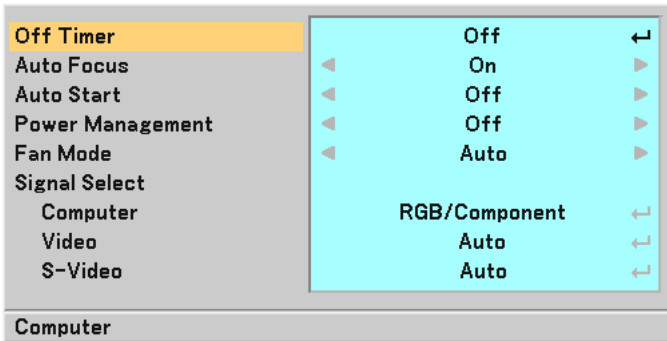 Off Timer Off
Auto Focus On
Auto Start Off
Power Management Off
Fan Mode Auto
Signal Select
Computer RGB/Component
Video Auto
S-Video Auto
Computer